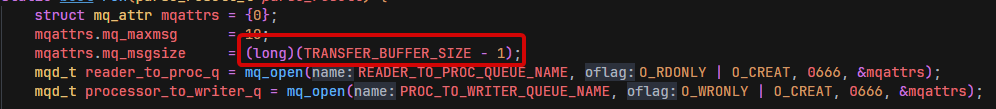 struct mq_attr mqattrs = {0};
mqattrs.mq_maxmsg = 10;
mqattrs.mq_msgsize = (long)(TRANSFER_BUFFER_SIZE - 1);
mqd_t reader_to_proc_q = mq_open(name: READER_TO_PROC_QUEUE_NAME, oflag: O_RDONLY | O_CREAT, 0666, &mqattrs);
mqd_t processor_to_writer_q = mq_open(name: PROC_TO_WRITER_QUEUE_NAME, oflag: O_WRONLY | O_CREAT, 0666, &mqattrs);